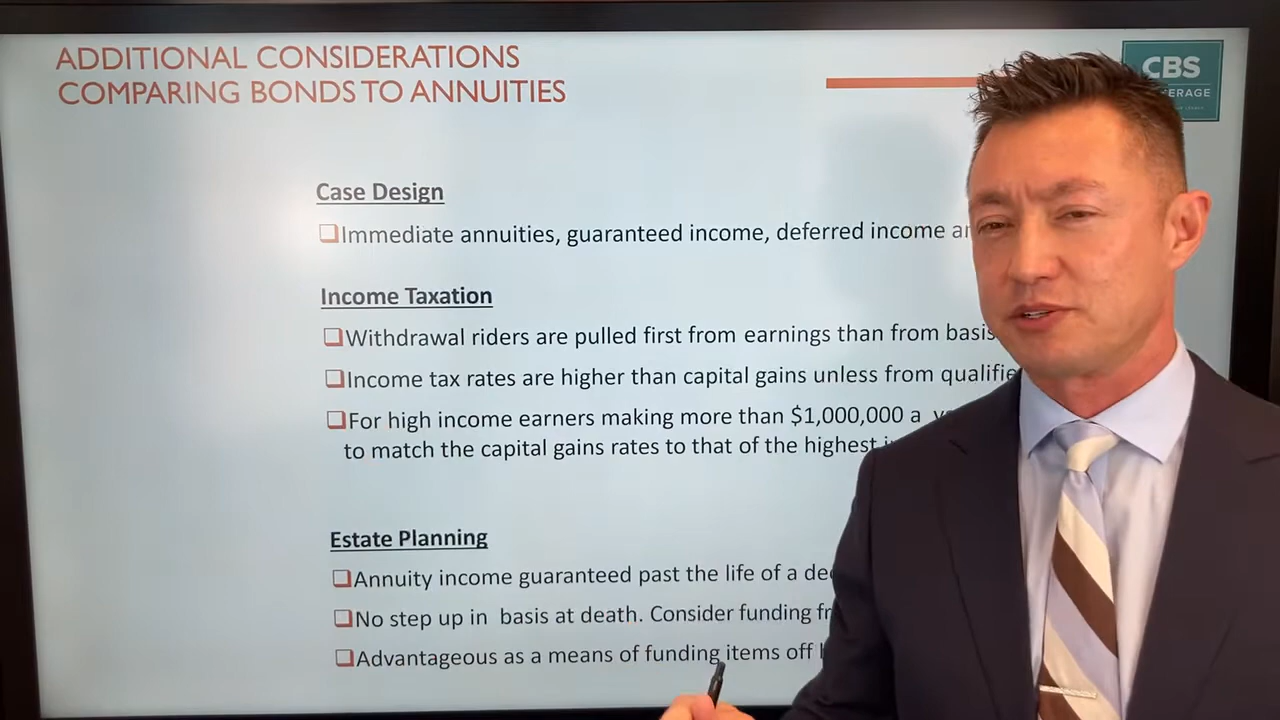 ADDITIONAL CONSIDERATIONS
COMPARING BONDS TO ANNUITIES
CBS
Case Design
Immediate annuities, guaranteed income, deferred income
Income Taxation
Withdrawal riders are pulled first from earnings than from basis
Income tax rates are higher than capital gains unless from
For high income earners making more than $1,000,000 a
to match the capital gains rates to that of the highest
Estate Planning
Annuity income guaranteed past the life of a
No step up in basis at death. Consider funding
Advantageous as a means of funding items off